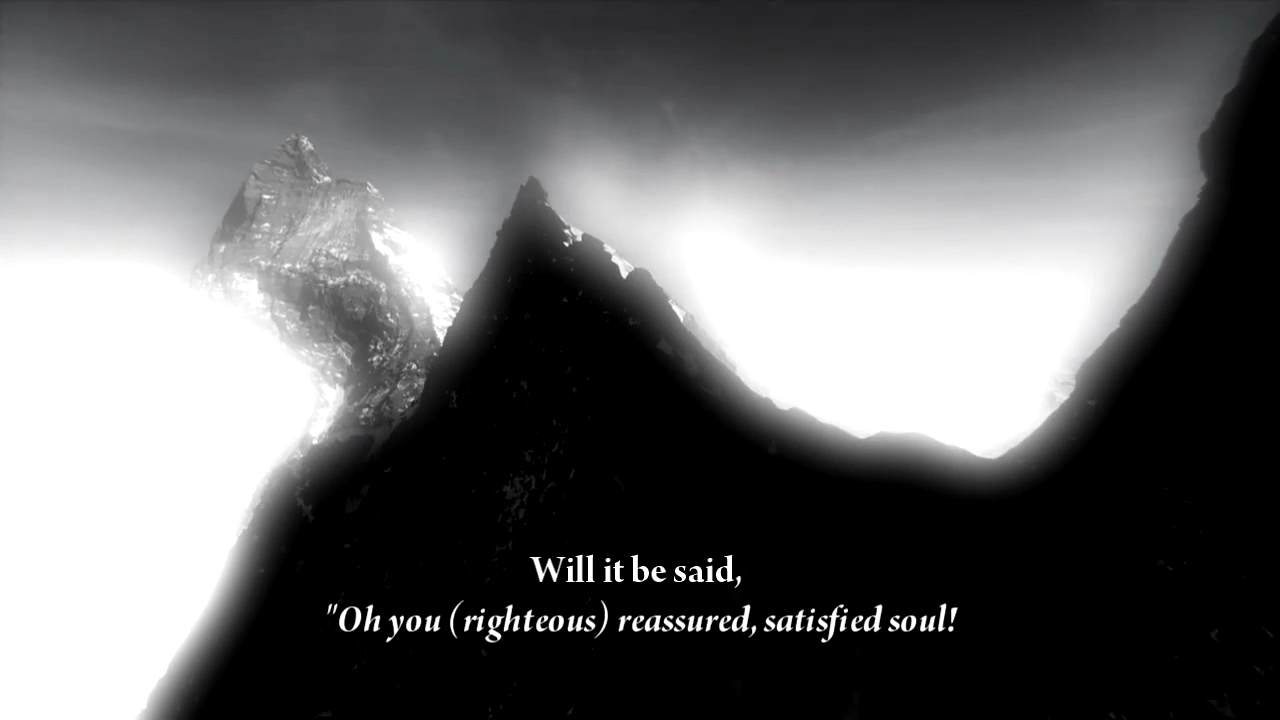 Will it be said,
"Oh you (righteous) reassured, satisfied soul!